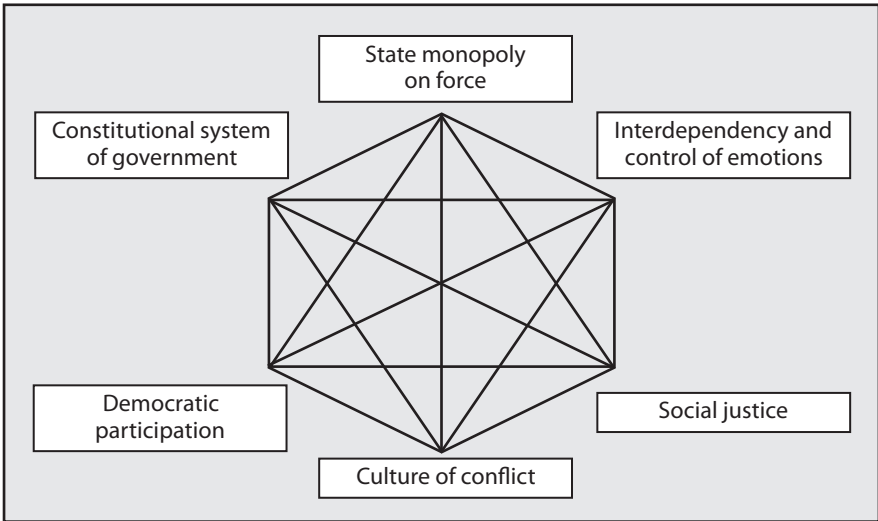 State monopoly
on force
Constitutional system
of government
Interdependency and
control of emotions
Democratic
participation
Social justice
Culture of conflict